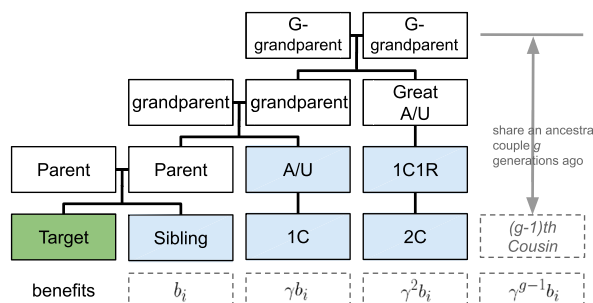 G-
grandparent
G-
grandparent
grandparent
grandparent
Great
A/U
share an ancestra
couple g
generations ago
Parent
Parent
A/U
1C1R
Target
Sibling
1C
2C
(g-1)th
Cousin
benefits
b_i
γb_i
γ²b_i
γ^{g-1}b_i